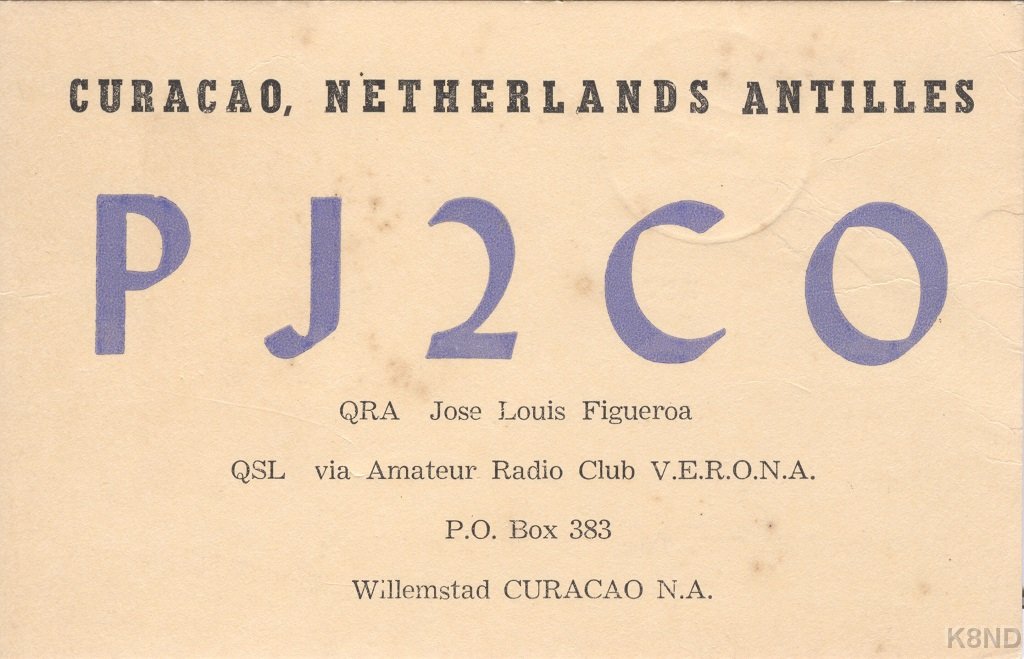 CURACAO, NETHERLANDS ANTILLES
PJ2CO
QRA Jose Louis Figueroa
QSL via Amateur Radio Club V.E.R.O.N.A.
P.O. Box 383
Willemstad CURACAO N.A.
K8ND